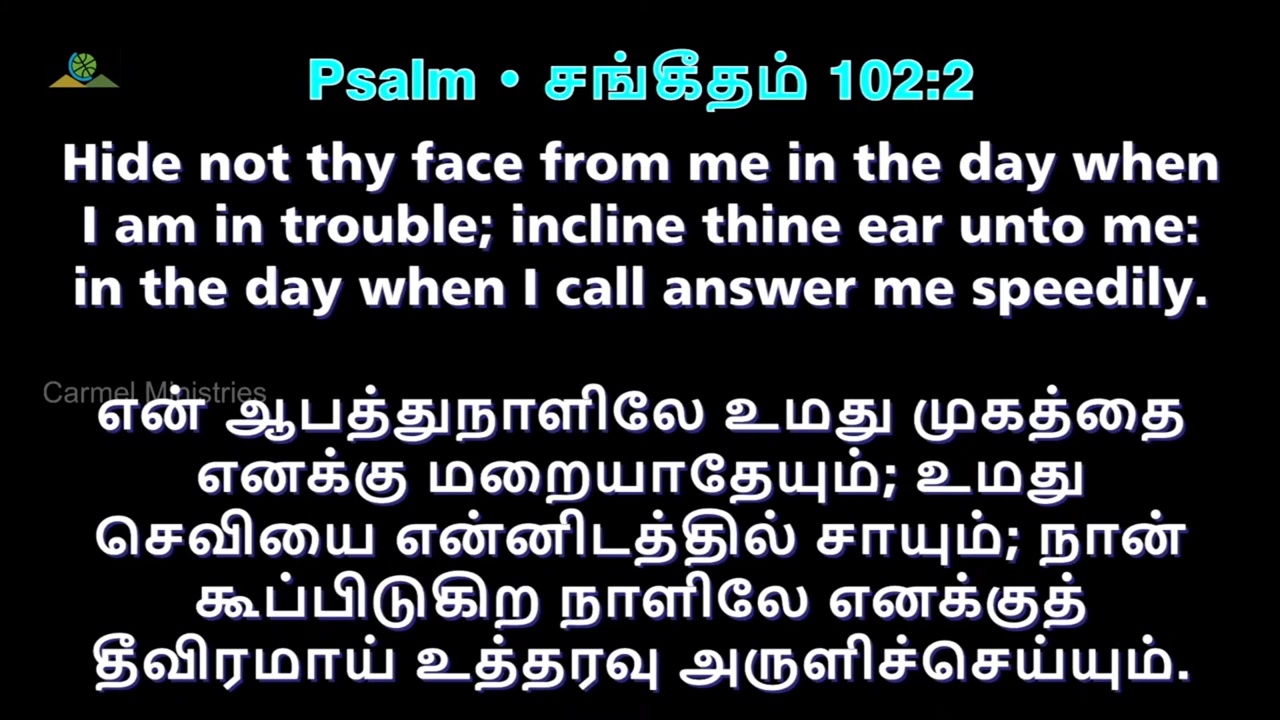 Psalm • சங்கீதம் 102:2
Hide not thy face from me in the day when
I am in trouble; incline thine ear unto me:
in the day when I call answer me speedily.
Carmel Ministries
என் ஆபத்துநாளிலே உமது முகத்தை
எனக்கு மறையாதேயும்; உமது
செவியை என்னிடத்தில் சாயும்; நான்
கூப்பிடுகிற நாளிலே எனக்குத்
தீவிரமாய் உத்தரவு அருளிச்செய்யும்.